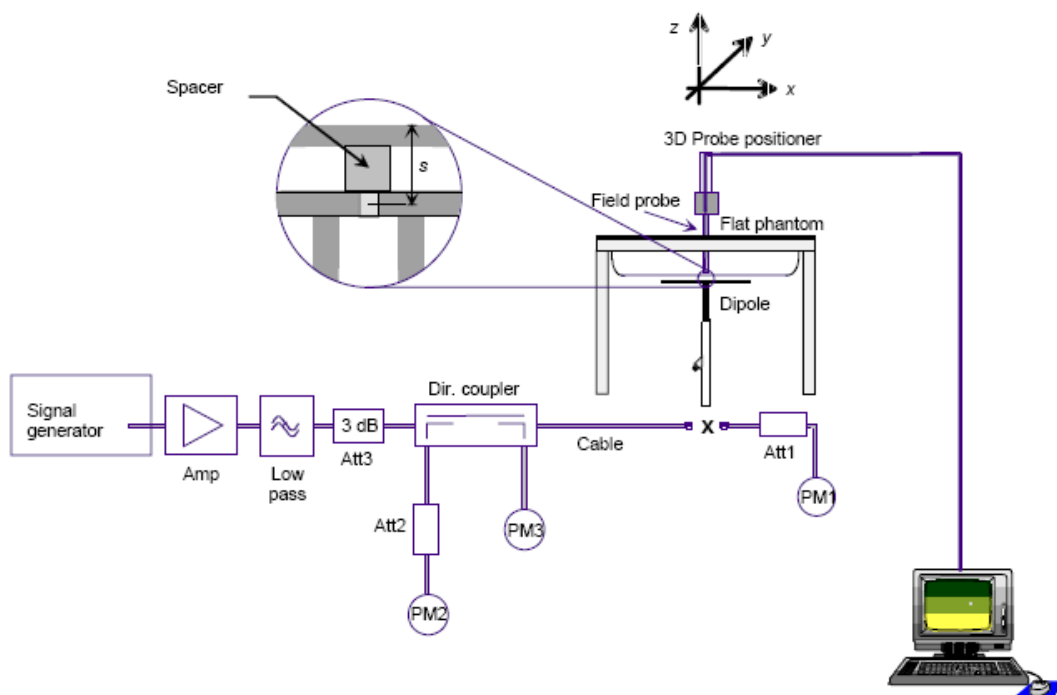 z
y
x
Spacer
s
3D Probe positioner
Field probe
Flat phantom
Dipole
Signal
generator
Amp
Low
pass
3 dB
Att3
Dir. coupler
Cable
X
Att1
PM1
Att2
PM3
PM2